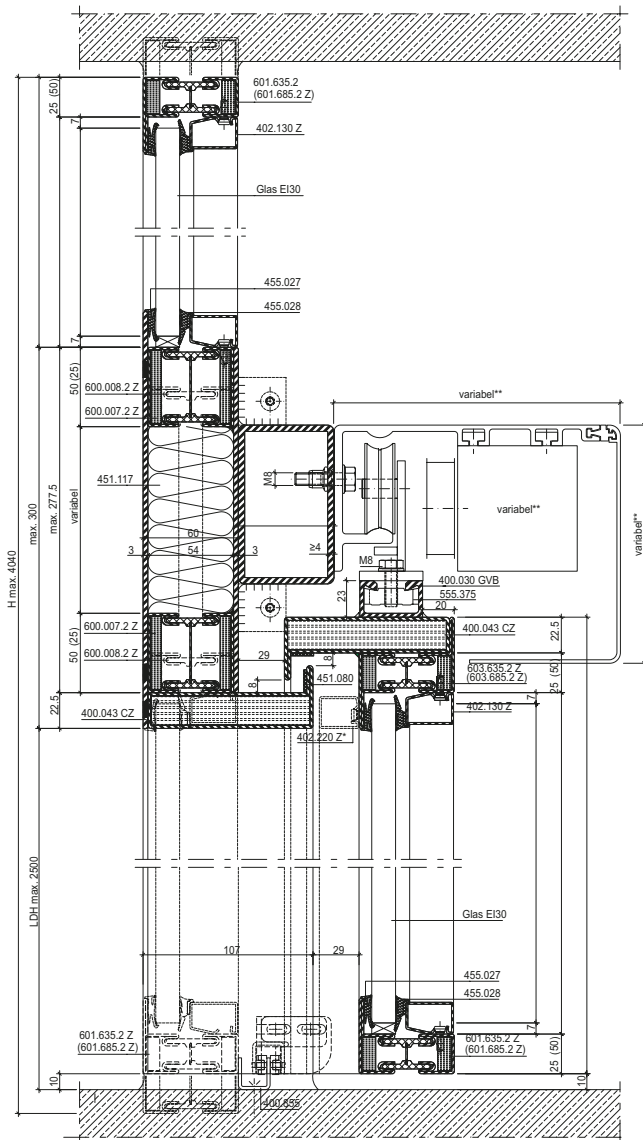 601.635.2
(601.685.2 Z)
25 (50)
7
402.130 Z
Glas EI30
455.027
455.028
7
50 (25)
600.008.2 Z
600.007.2 Z
variabel**
M8
451.117
variabel
variabel**
variabel**
max. 277.5
max. 300
H max. 4040
60
3
54
3
≥4
M8
400.030 GVB
555.375
23
20
600.007.2 Z
400.043 CZ
22.5
50 (25)
600.008.2 Z
29
8
603.635.2 Z
(603.685.2 Z)
25 (50)
451.080
8
7
402.130 Z
22.5
400.043 CZ
402.220 Z*
LDH max. 2500
Glas EI30
107
29
455.027
455.028
7
601.635.2 Z
(601.685.2 Z)
601.635.2 Z
(601.685.2 Z)
25 (50)
10
10
400.855